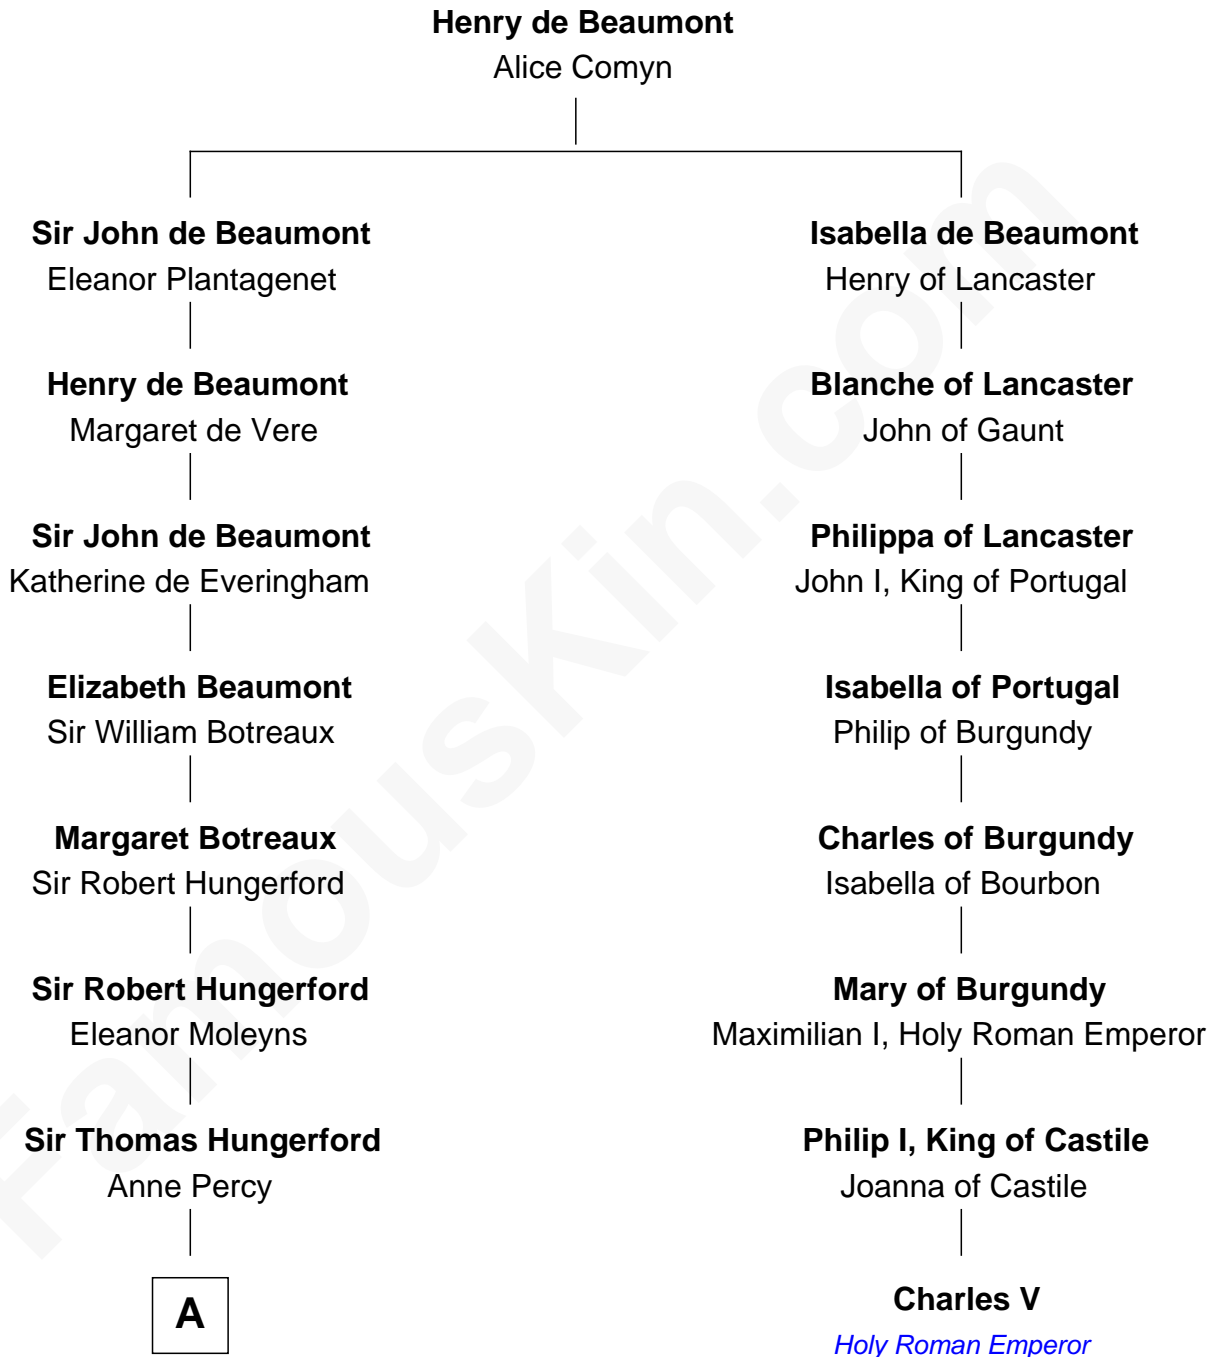 Henry de Beaumont
Alice Comyn
Sir John de Beaumont
Eleanor Plantagenet
Isabella de Beaumont
Henry of Lancaster
Henry de Beaumont
Margaret de Vere
Blanche of Lancaster
John of Gaunt
Sir John de Beaumont
Katherine de Everingham
Philippa of Lancaster
John I, King of Portugal
Elizabeth Beaumont
Sir William Botreaux
Isabella of Portugal
Philip of Burgundy
Margaret Botreaux
Sir Robert Hungerford
Charles of Burgundy
Isabella of Bourbon
Sir Robert Hungerford
Eleanor Moleyns
Mary of Burgundy
Maximilian I, Holy Roman Emperor
Sir Thomas Hungerford
Anne Percy
Philip I, King of Castile
Joanna of Castile
A
Charles V
Holy Roman Emperor
FamousKin.com